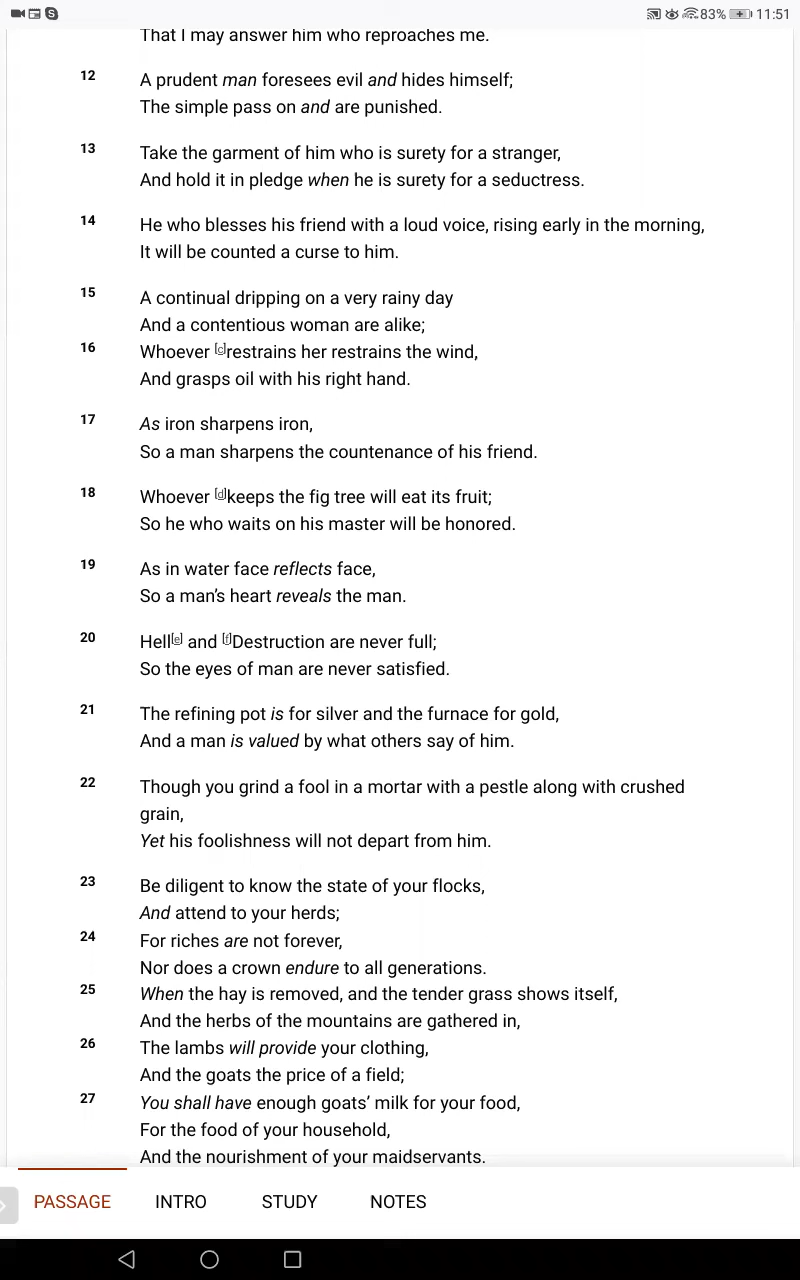 83% 11:51
That I may answer him who reproaches me.
12 A prudent man foresees evil and hides himself;
The simple pass on and are punished.
13 Take the garment of him who is surety for a stranger,
And hold it in pledge when he is surety for a seductress.
14 He who blesses his friend with a loud voice, rising early in the morning,
It will be counted a curse to him.
15 A continual dripping on a very rainy day
And a contentious woman are alike;
16 Whoever [c]restrains her restrains the wind,
And grasps oil with his right hand.
17 As iron sharpens iron,
So a man sharpens the countenance of his friend.
18 Whoever [d]keeps the fig tree will eat its fruit;
So he who waits on his master will be honored.
19 As in water face reflects face,
So a man’s heart reveals the man.
20 Hell[e] and [f]Destruction are never full;
So the eyes of man are never satisfied.
21 The refining pot is for silver and the furnace for gold,
And a man is valued by what others say of him.
22 Though you grind a fool in a mortar with a pestle along with crushed
grain,
Yet his foolishness will not depart from him.
23 Be diligent to know the state of your flocks,
And attend to your herds;
24 For riches are not forever,
Nor does a crown endure to all generations.
25 When the hay is removed, and the tender grass shows itself,
And the herbs of the mountains are gathered in,
26 The lambs will provide your clothing,
And the goats the price of a field;
27 You shall have enough goats’ milk for your food,
For the food of your household,
And the nourishment of your maidservants.
PASSAGE INTRO STUDY NOTES